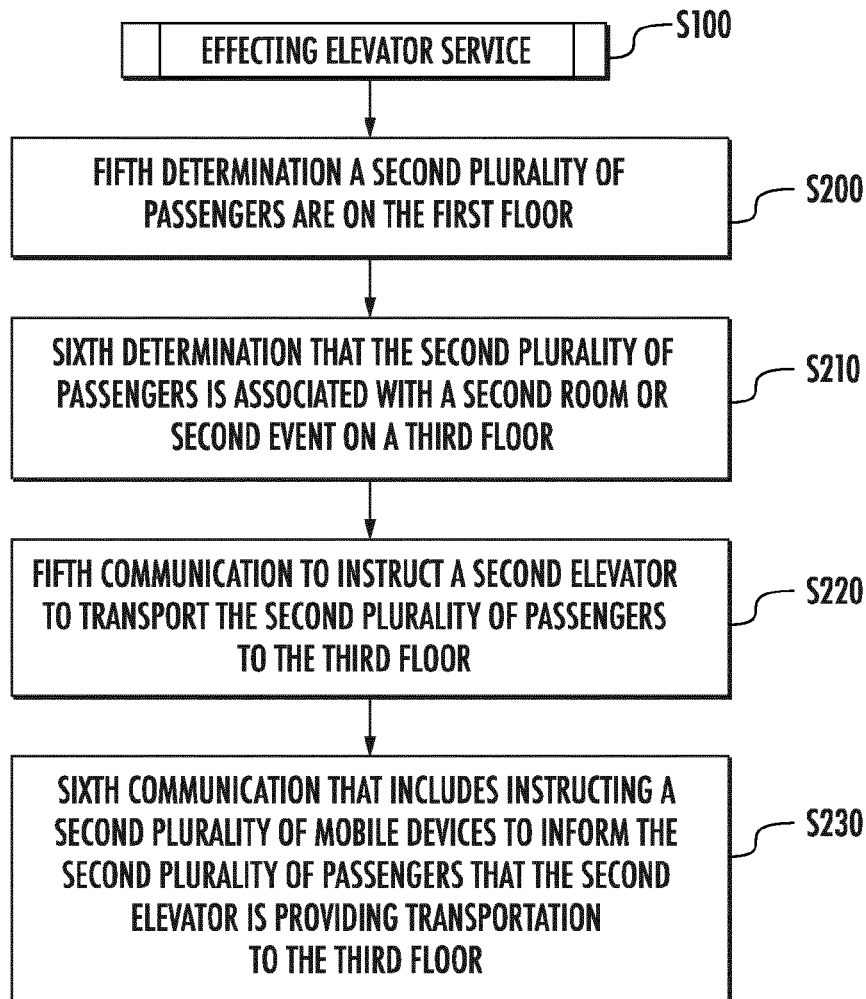 EFFECTING ELEVATOR SERVICE
S100
FIFTH DETERMINATION A SECOND PLURALITY OF
PASSENGERS ARE ON THE FIRST FLOOR
S200
SIXTH DETERMINATION THAT THE SECOND PLURALITY OF
PASSENGERS IS ASSOCIATED WITH A SECOND ROOM OR
SECOND EVENT ON A THIRD FLOOR
S210
FIFTH COMMUNICATION TO INSTRUCT A SECOND ELEVATOR
TO TRANSPORT THE SECOND PLURALITY OF PASSENGERS
TO THE THIRD FLOOR
S220
SIXTH COMMUNICATION THAT INCLUDES INSTRUCTING A
SECOND PLURALITY OF MOBILE DEVICES TO INFORM THE
SECOND PLURALITY OF PASSENGERS THAT THE SECOND
ELEVATOR IS PROVIDING TRANSPORTATION
TO THE THIRD FLOOR
S230